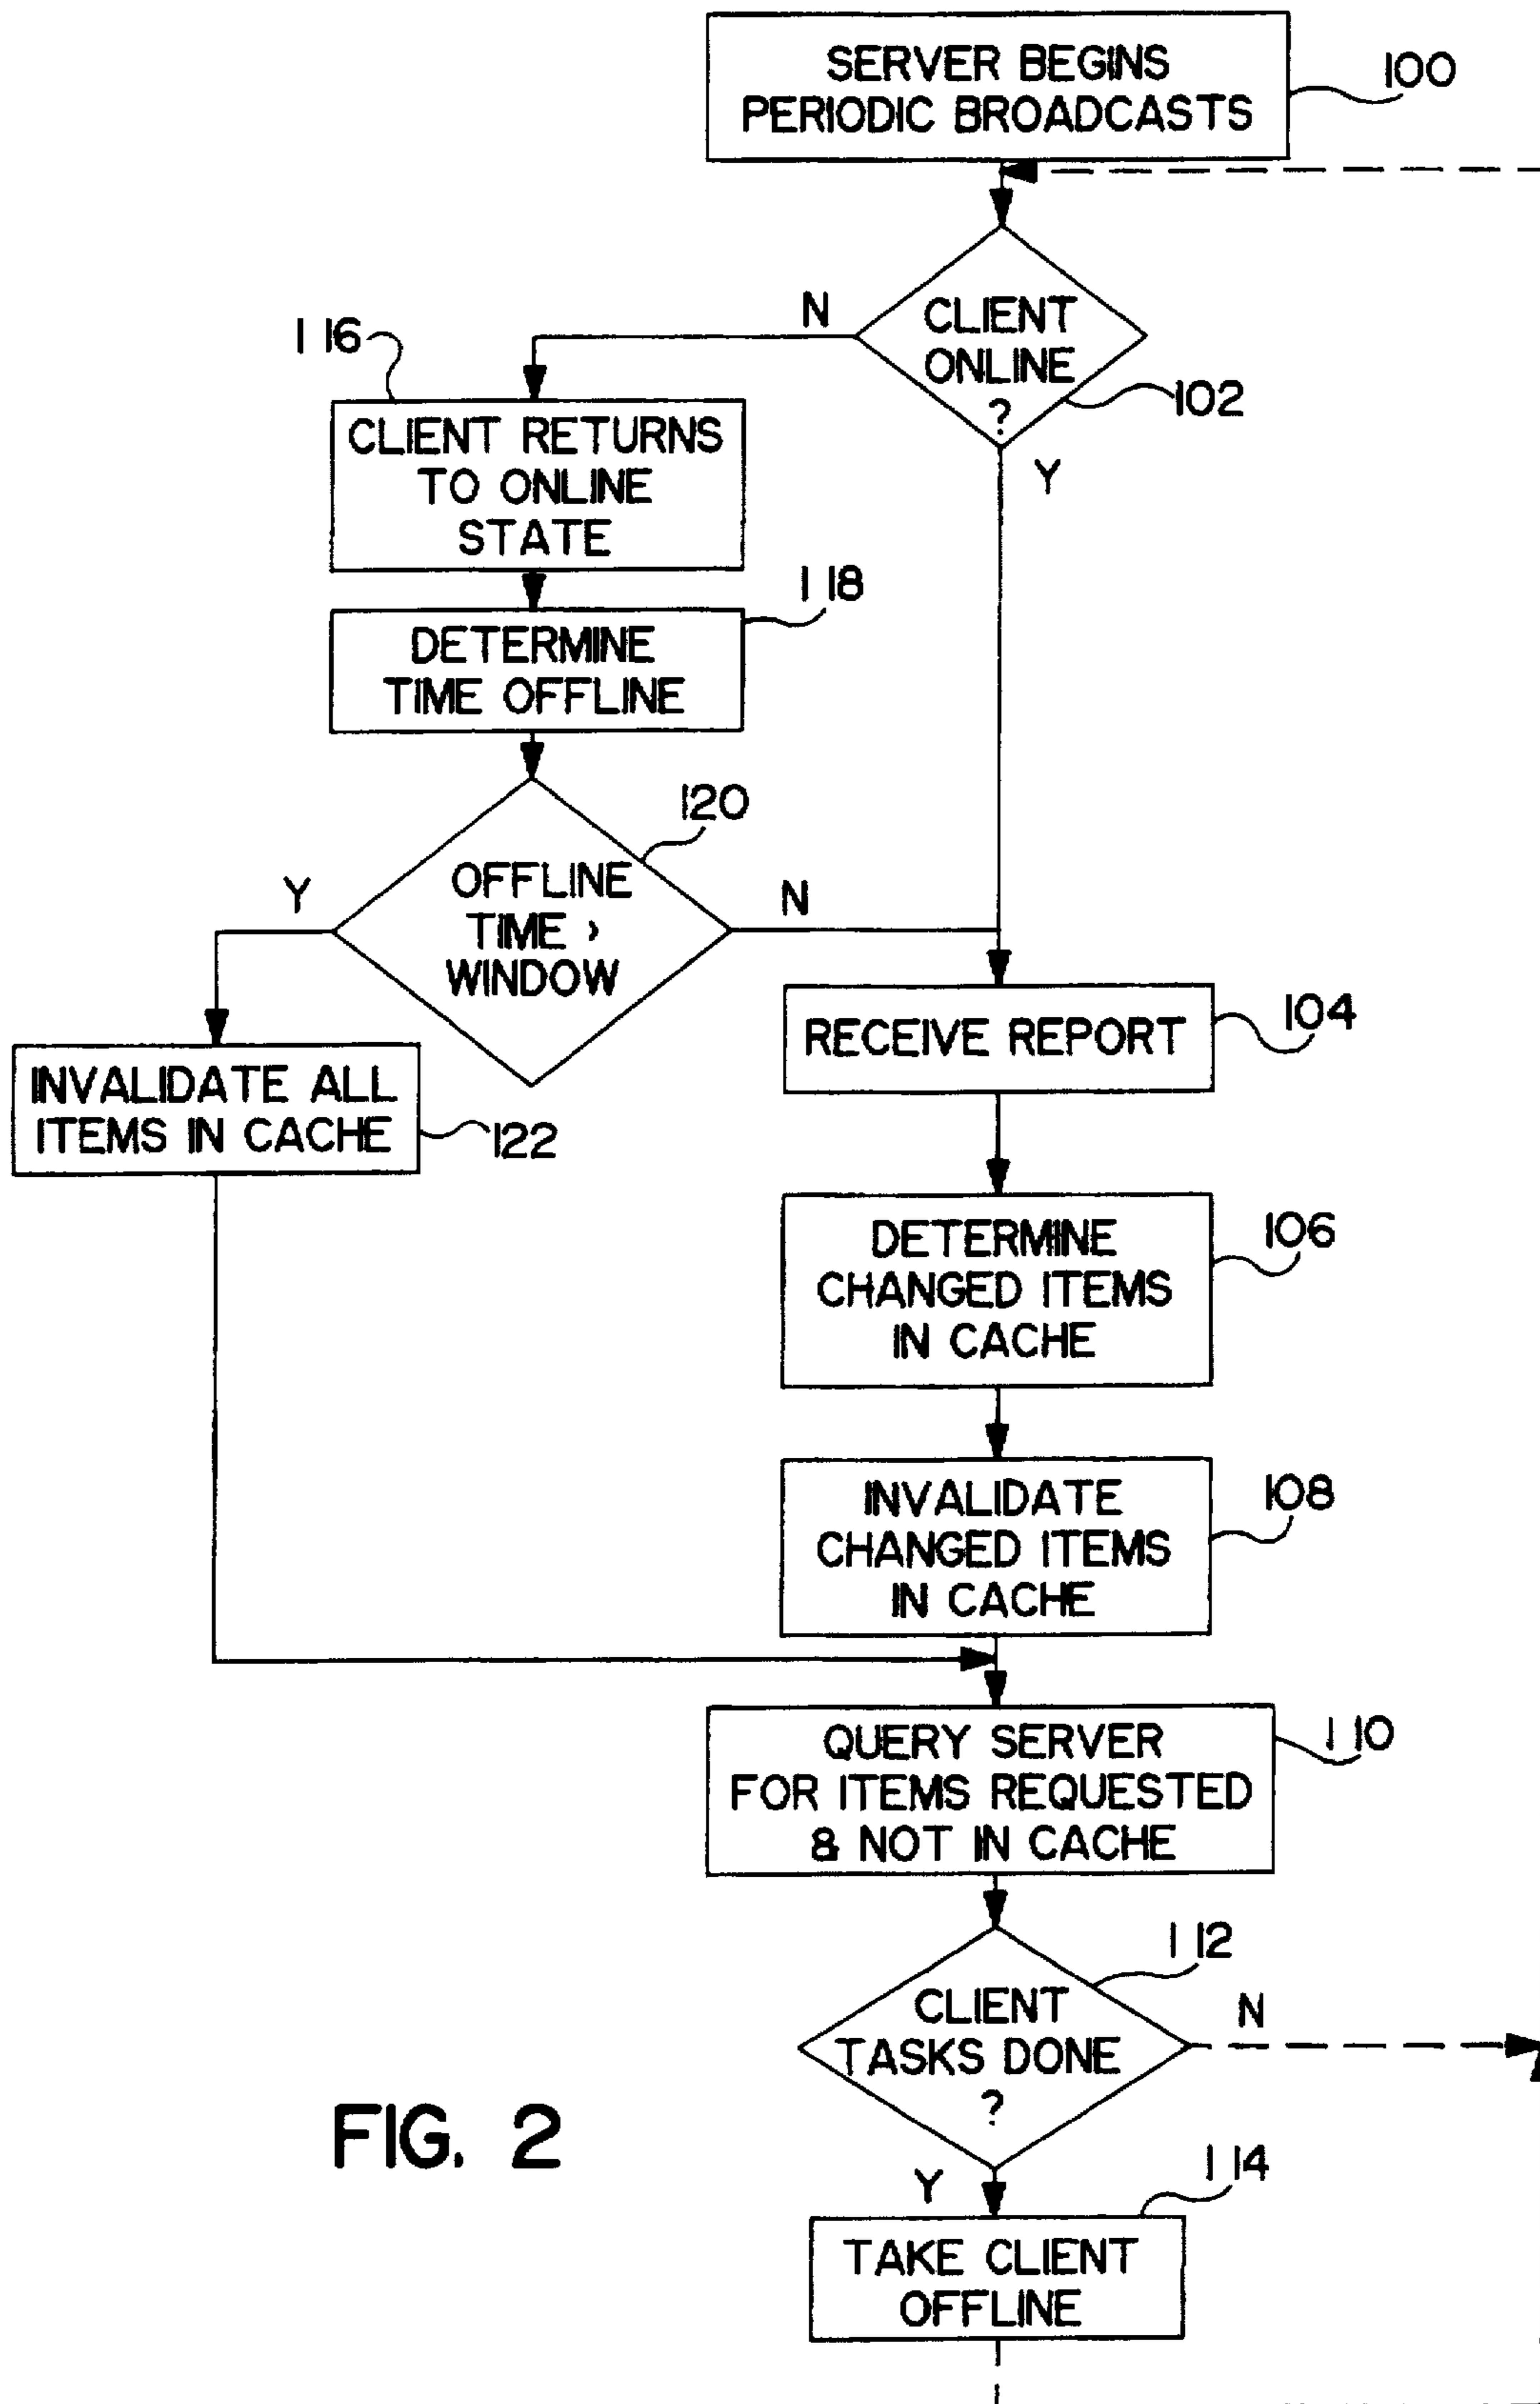 SERVER BEGINS
PERIODIC BROADCASTS
100
CLIENT
ONLINE
?
102
N
Y
116
CLIENT RETURNS
TO ONLINE
STATE
118
DETERMINE
TIME OFFLINE
120
OFFLINE
TIME >
WINDOW
Y
N
INVALIDATE ALL
ITEMS IN CACHE
122
RECEIVE REPORT
104
DETERMINE
CHANGED ITEMS
IN CACHE
106
INVALIDATE
CHANGED ITEMS
IN CACHE
108
QUERY SERVER
FOR ITEMS REQUESTED
& NOT IN CACHE
110
CLIENT
TASKS DONE
?
112
N
Y
TAKE CLIENT
OFFLINE
114
FIG. 2